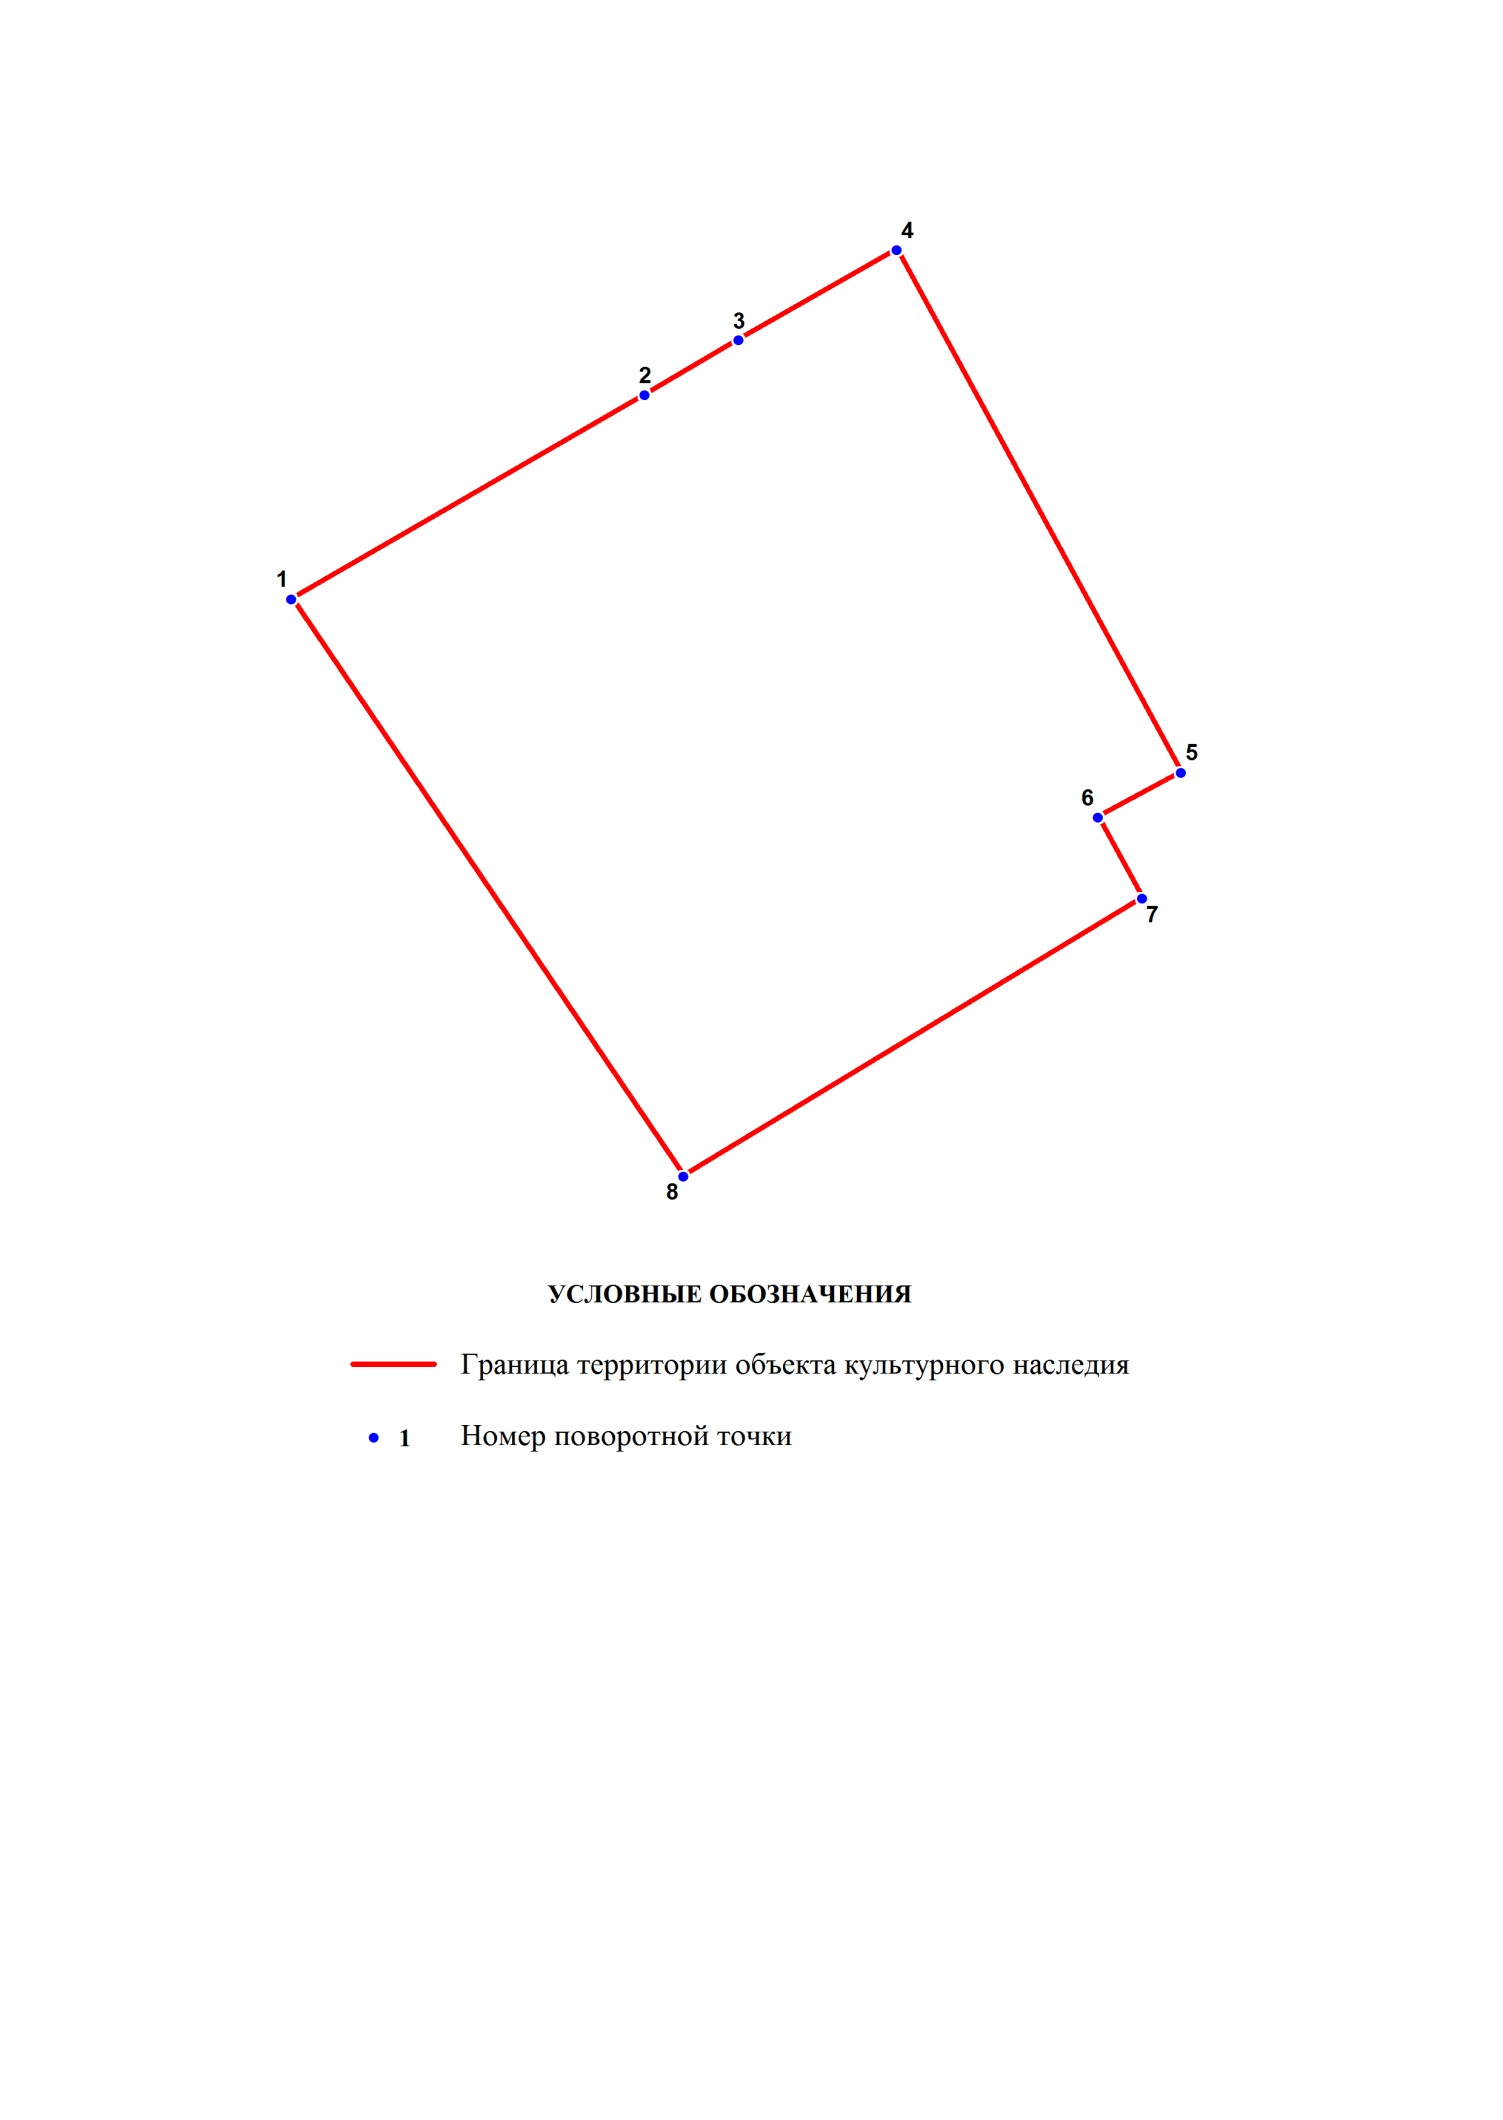 4
3
2
1
5
6
7
8
УСЛОВНЫЕ ОБОЗНАЧЕНИЯ
Граница территории объекта культурного наследия
1 Номер поворотной точки